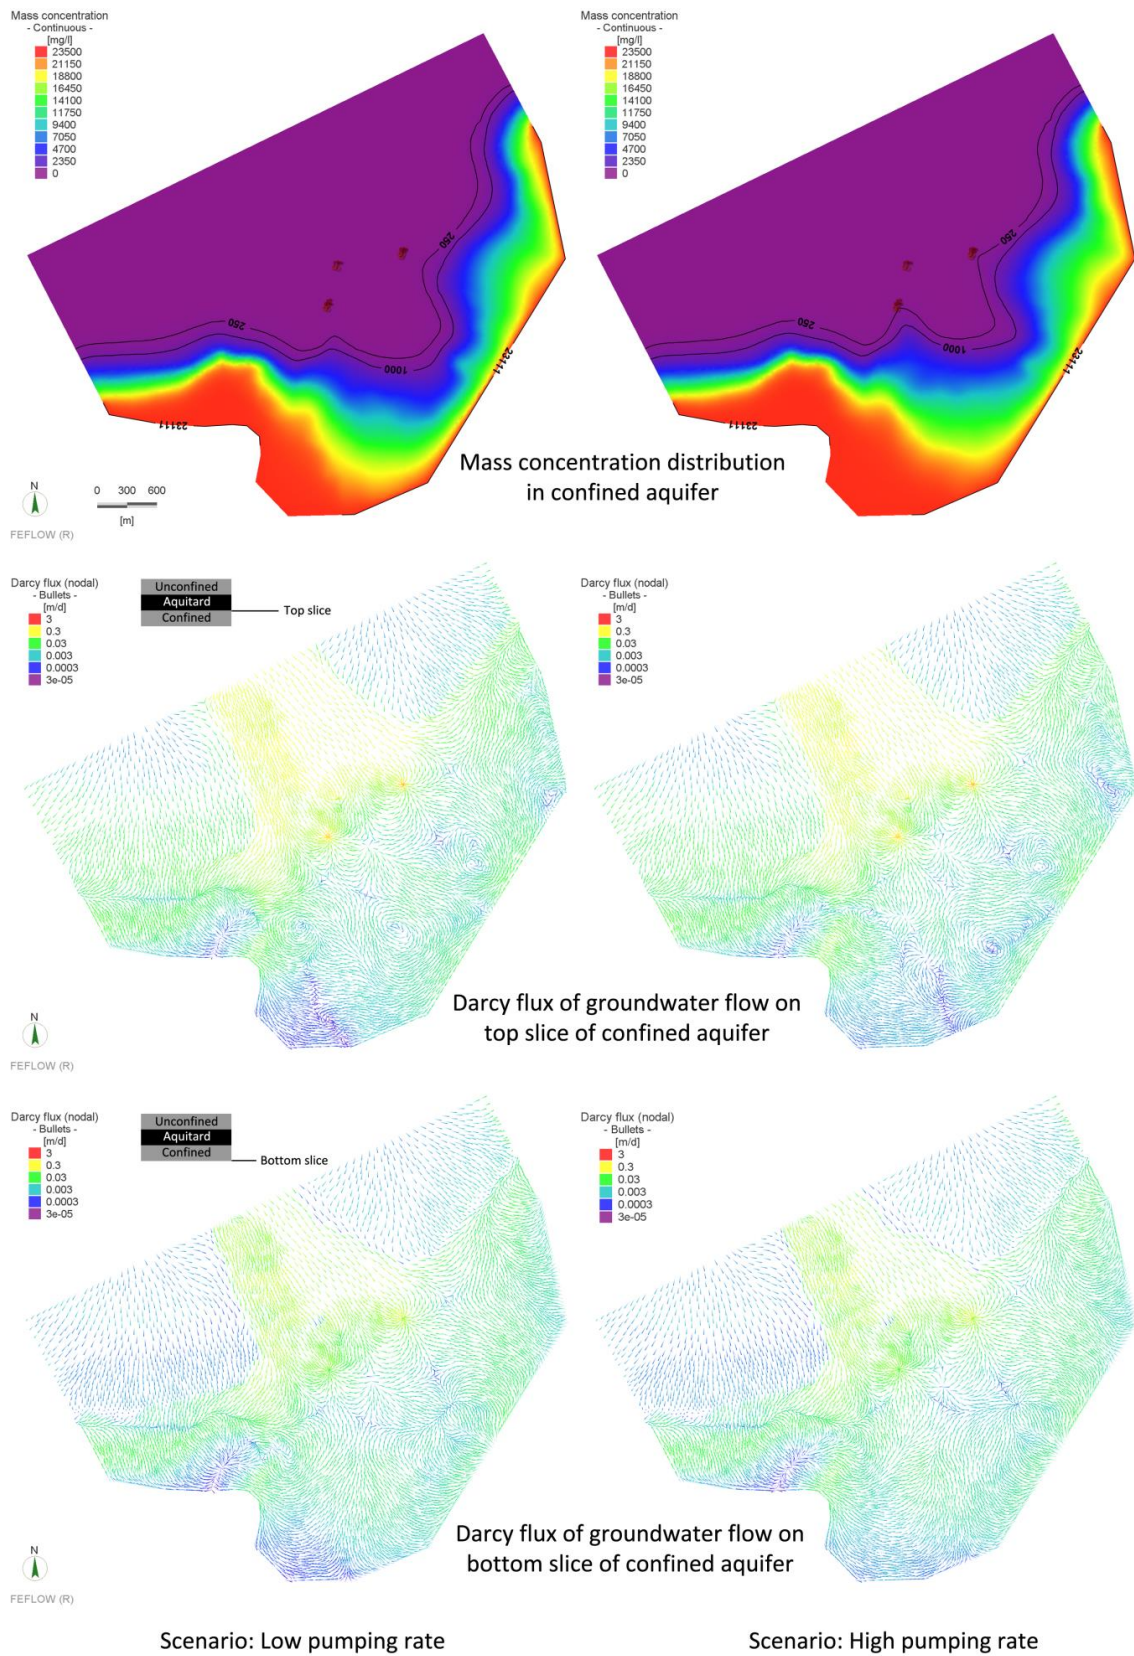 Mass concentration
- Continuous -
[mg/l]
23500
21150
18800
16450
14100
11750
9400
7050
4700
2350
0
250
250
1000
23111
23111
N
0 300 600
[m]
FEFLOW (R)
Mass concentration
- Continuous -
[mg/l]
23500
21150
18800
16450
14100
11750
9400
7050
4700
2350
0
250
250
1000
23111
23111
Mass concentration distribution
in confined aquifer
Darcy flux (nodal)
- Bullets -
[m/d]
3
0.3
0.03
0.003
0.0003
3e-05
Unconfined
Aquitard
Confined
Top slice
N
FEFLOW (R)
Darcy flux (nodal)
- Bullets -
[m/d]
3
0.3
0.03
0.003
0.0003
3e-05
Darcy flux of groundwater flow on
top slice of confined aquifer
Darcy flux (nodal)
- Bullets -
[m/d]
3
0.3
0.03
0.003
0.0003
3e-05
Unconfined
Aquitard
Confined
Bottom slice
N
FEFLOW (R)
Darcy flux (nodal)
- Bullets -
[m/d]
3
0.3
0.03
0.003
0.0003
3e-05
Darcy flux of groundwater flow on
bottom slice of confined aquifer
Scenario: Low pumping rate
Scenario: High pumping rate